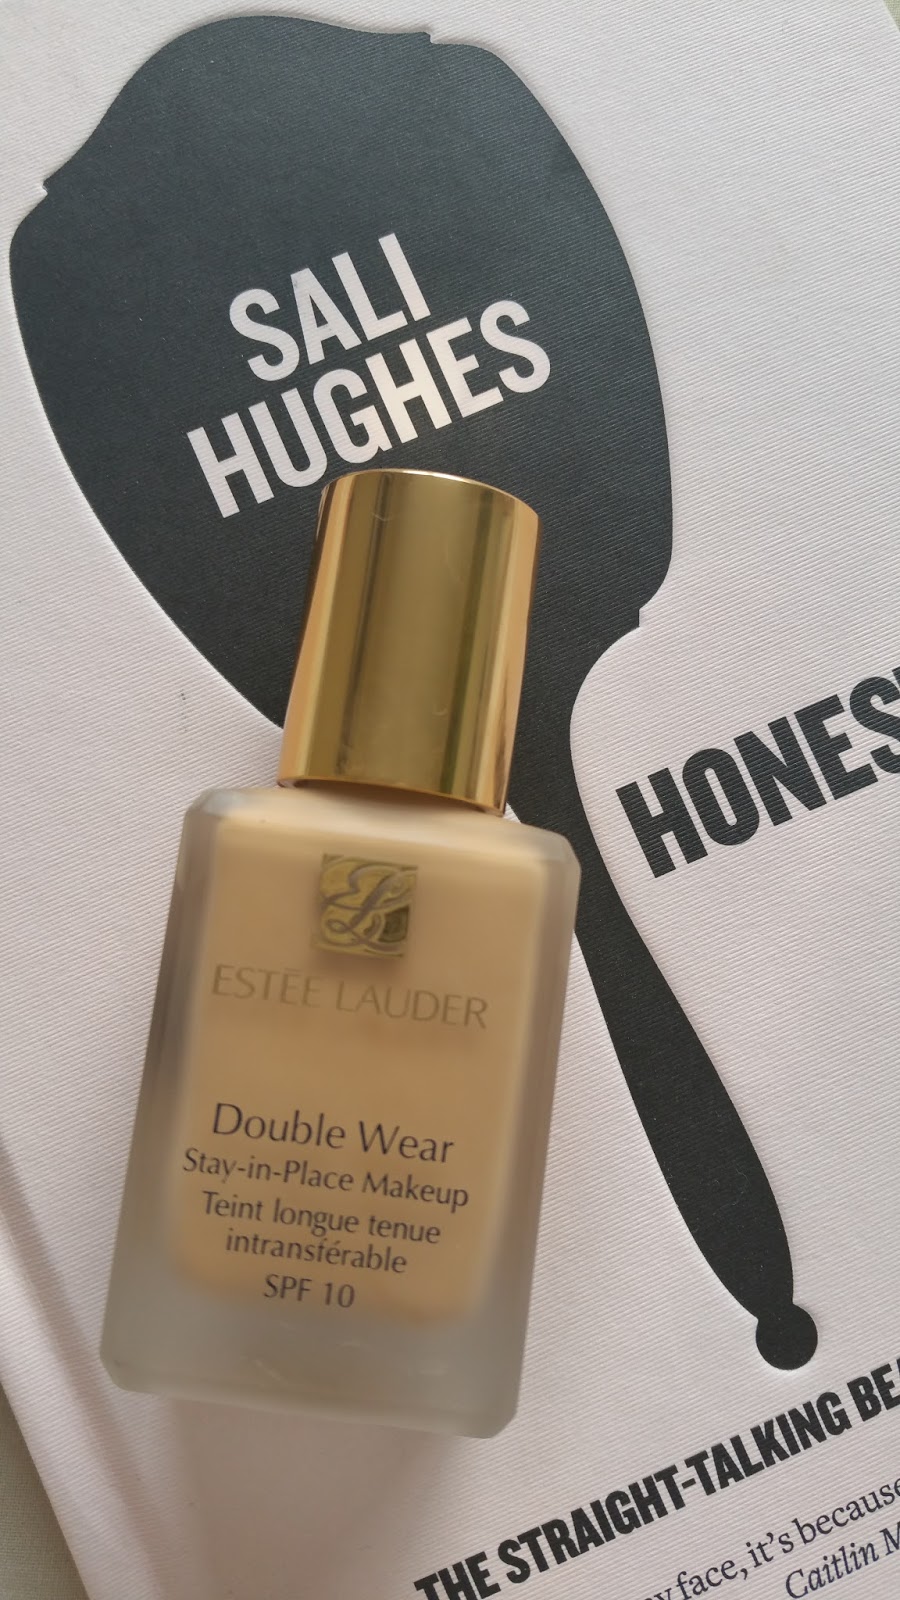 SALI
HUGHES
HONES
ESTĒE LAUDER
Double Wear
Stay-in-Place Makeup
Teint longue tenue
intransférable
SPF 10
THE STRAIGHT-TALKING BEA
face, it's because
Caitlin M